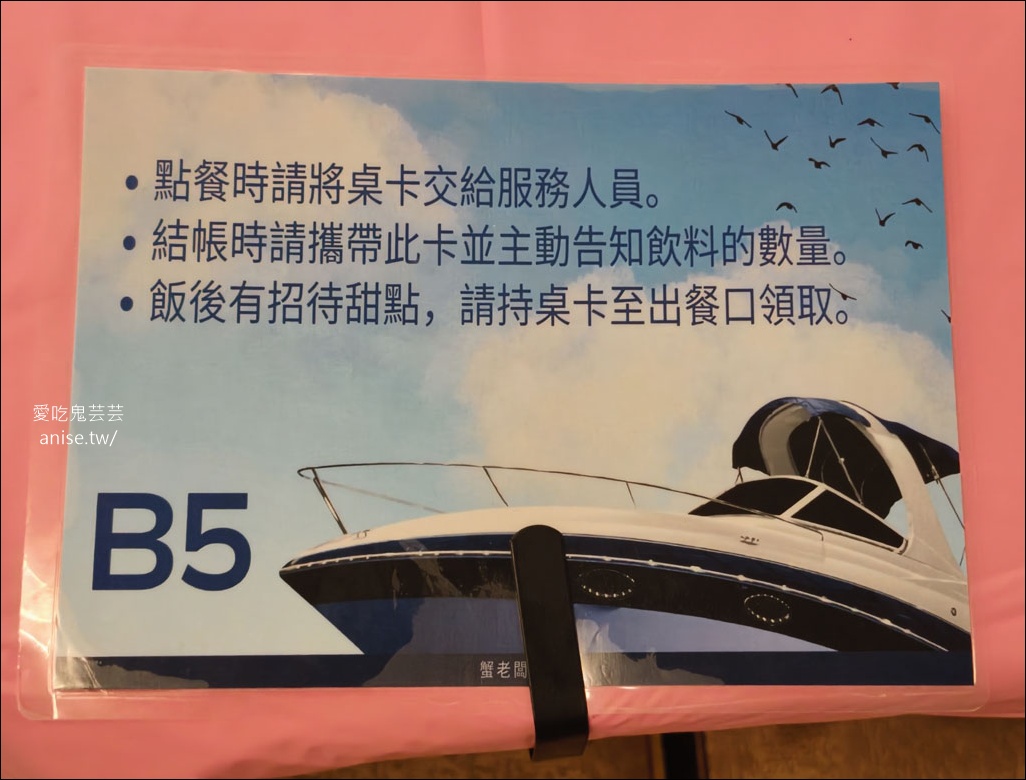 • 點餐時請將桌卡交給服務人員。
• 結帳時請攜帶此卡並主動告知飲料的數量。
• 飯後有招待甜點，請持桌卡至出餐口領取。
愛吃鬼芸芸
anise.tw/
B5
蟹老闆